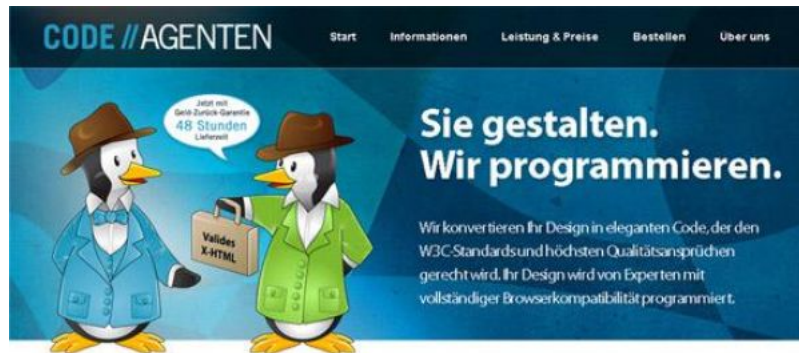 CODE // AGENTEN
Start Informationen Leistung & Preise Bestellen Über uns
Jetzt mit
Geld-Zurück-Garantie
48 Stunden
Lieferzeit
Valides
X-HTML
Sie gestalten.
Wir programmieren.
Wir konvertieren Ihr Design in eleganten Code, der den
W3C-Standards und höchsten Qualitätsansprüchen
gerecht wird. Ihr Design wird von Experten mit
vollständiger Browserkompatibilität programmiert.